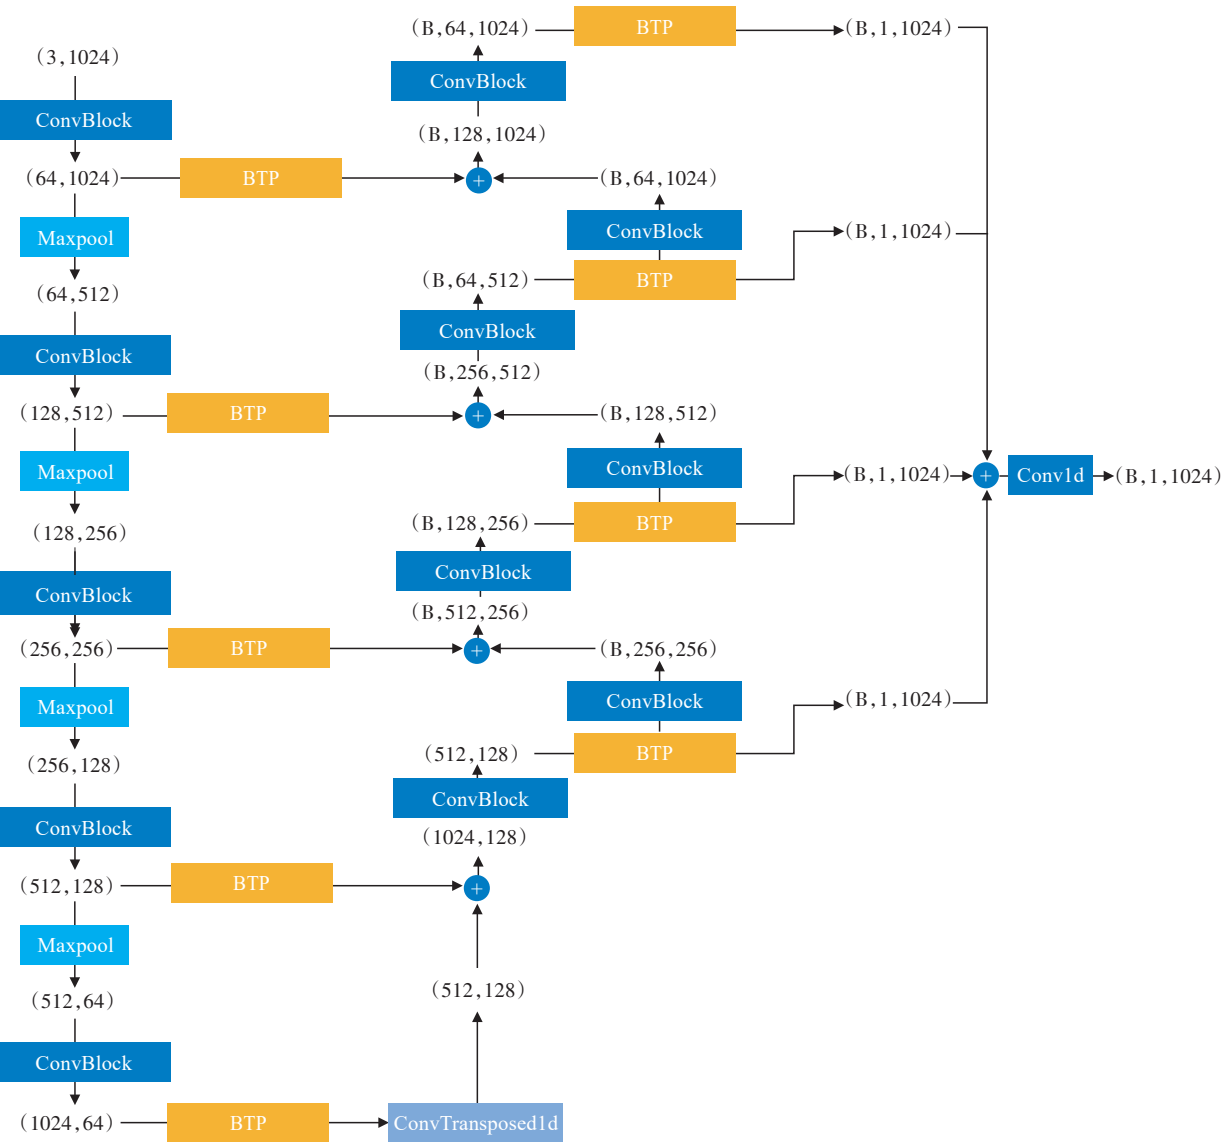 (B,64,1024)
BTP
(B,1,1024)
(3,1024)
ConvBlock
ConvBlock
(B,128,1024)
(64,1024)
BTP
+
(B,64,1024)
Maxpool
ConvBlock
(B,1,1024)
(64,512)
(B,64,512)
BTP
ConvBlock
ConvBlock
(B,256,512)
(128,512)
BTP
+
(B,128,512)
Maxpool
ConvBlock
(B,1,1024)
+
Conv1d
(B,1,1024)
(128,256)
(B,128,256)
BTP
ConvBlock
ConvBlock
(B,512,256)
(256,256)
BTP
+
(B,256,256)
Maxpool
ConvBlock
(B,1,1024)
(256,128)
(512,128)
BTP
ConvBlock
ConvBlock
(1024,128)
(512,128)
BTP
+
Maxpool
(512,64)
(512,128)
ConvBlock
(1024,64)
BTP
ConvTransposed1d